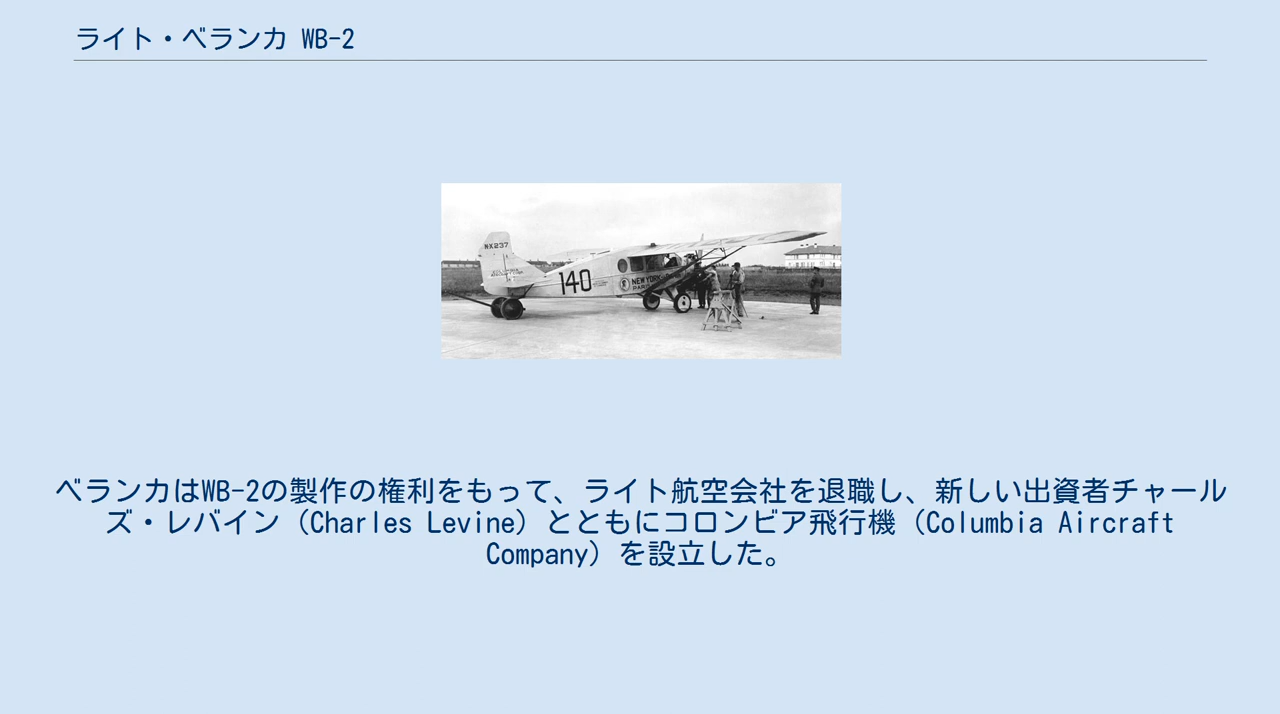 ライト・ベランカ WB-2
NX237
140
NEW YORK
ベランカはWB-2の製作の権利をもって、ライト航空会社を退職し、新しい出資者チャール
ズ・レバイン（Charles Levine）とともにコロンビア飛行機（Columbia Aircraft
Company）を設立した。